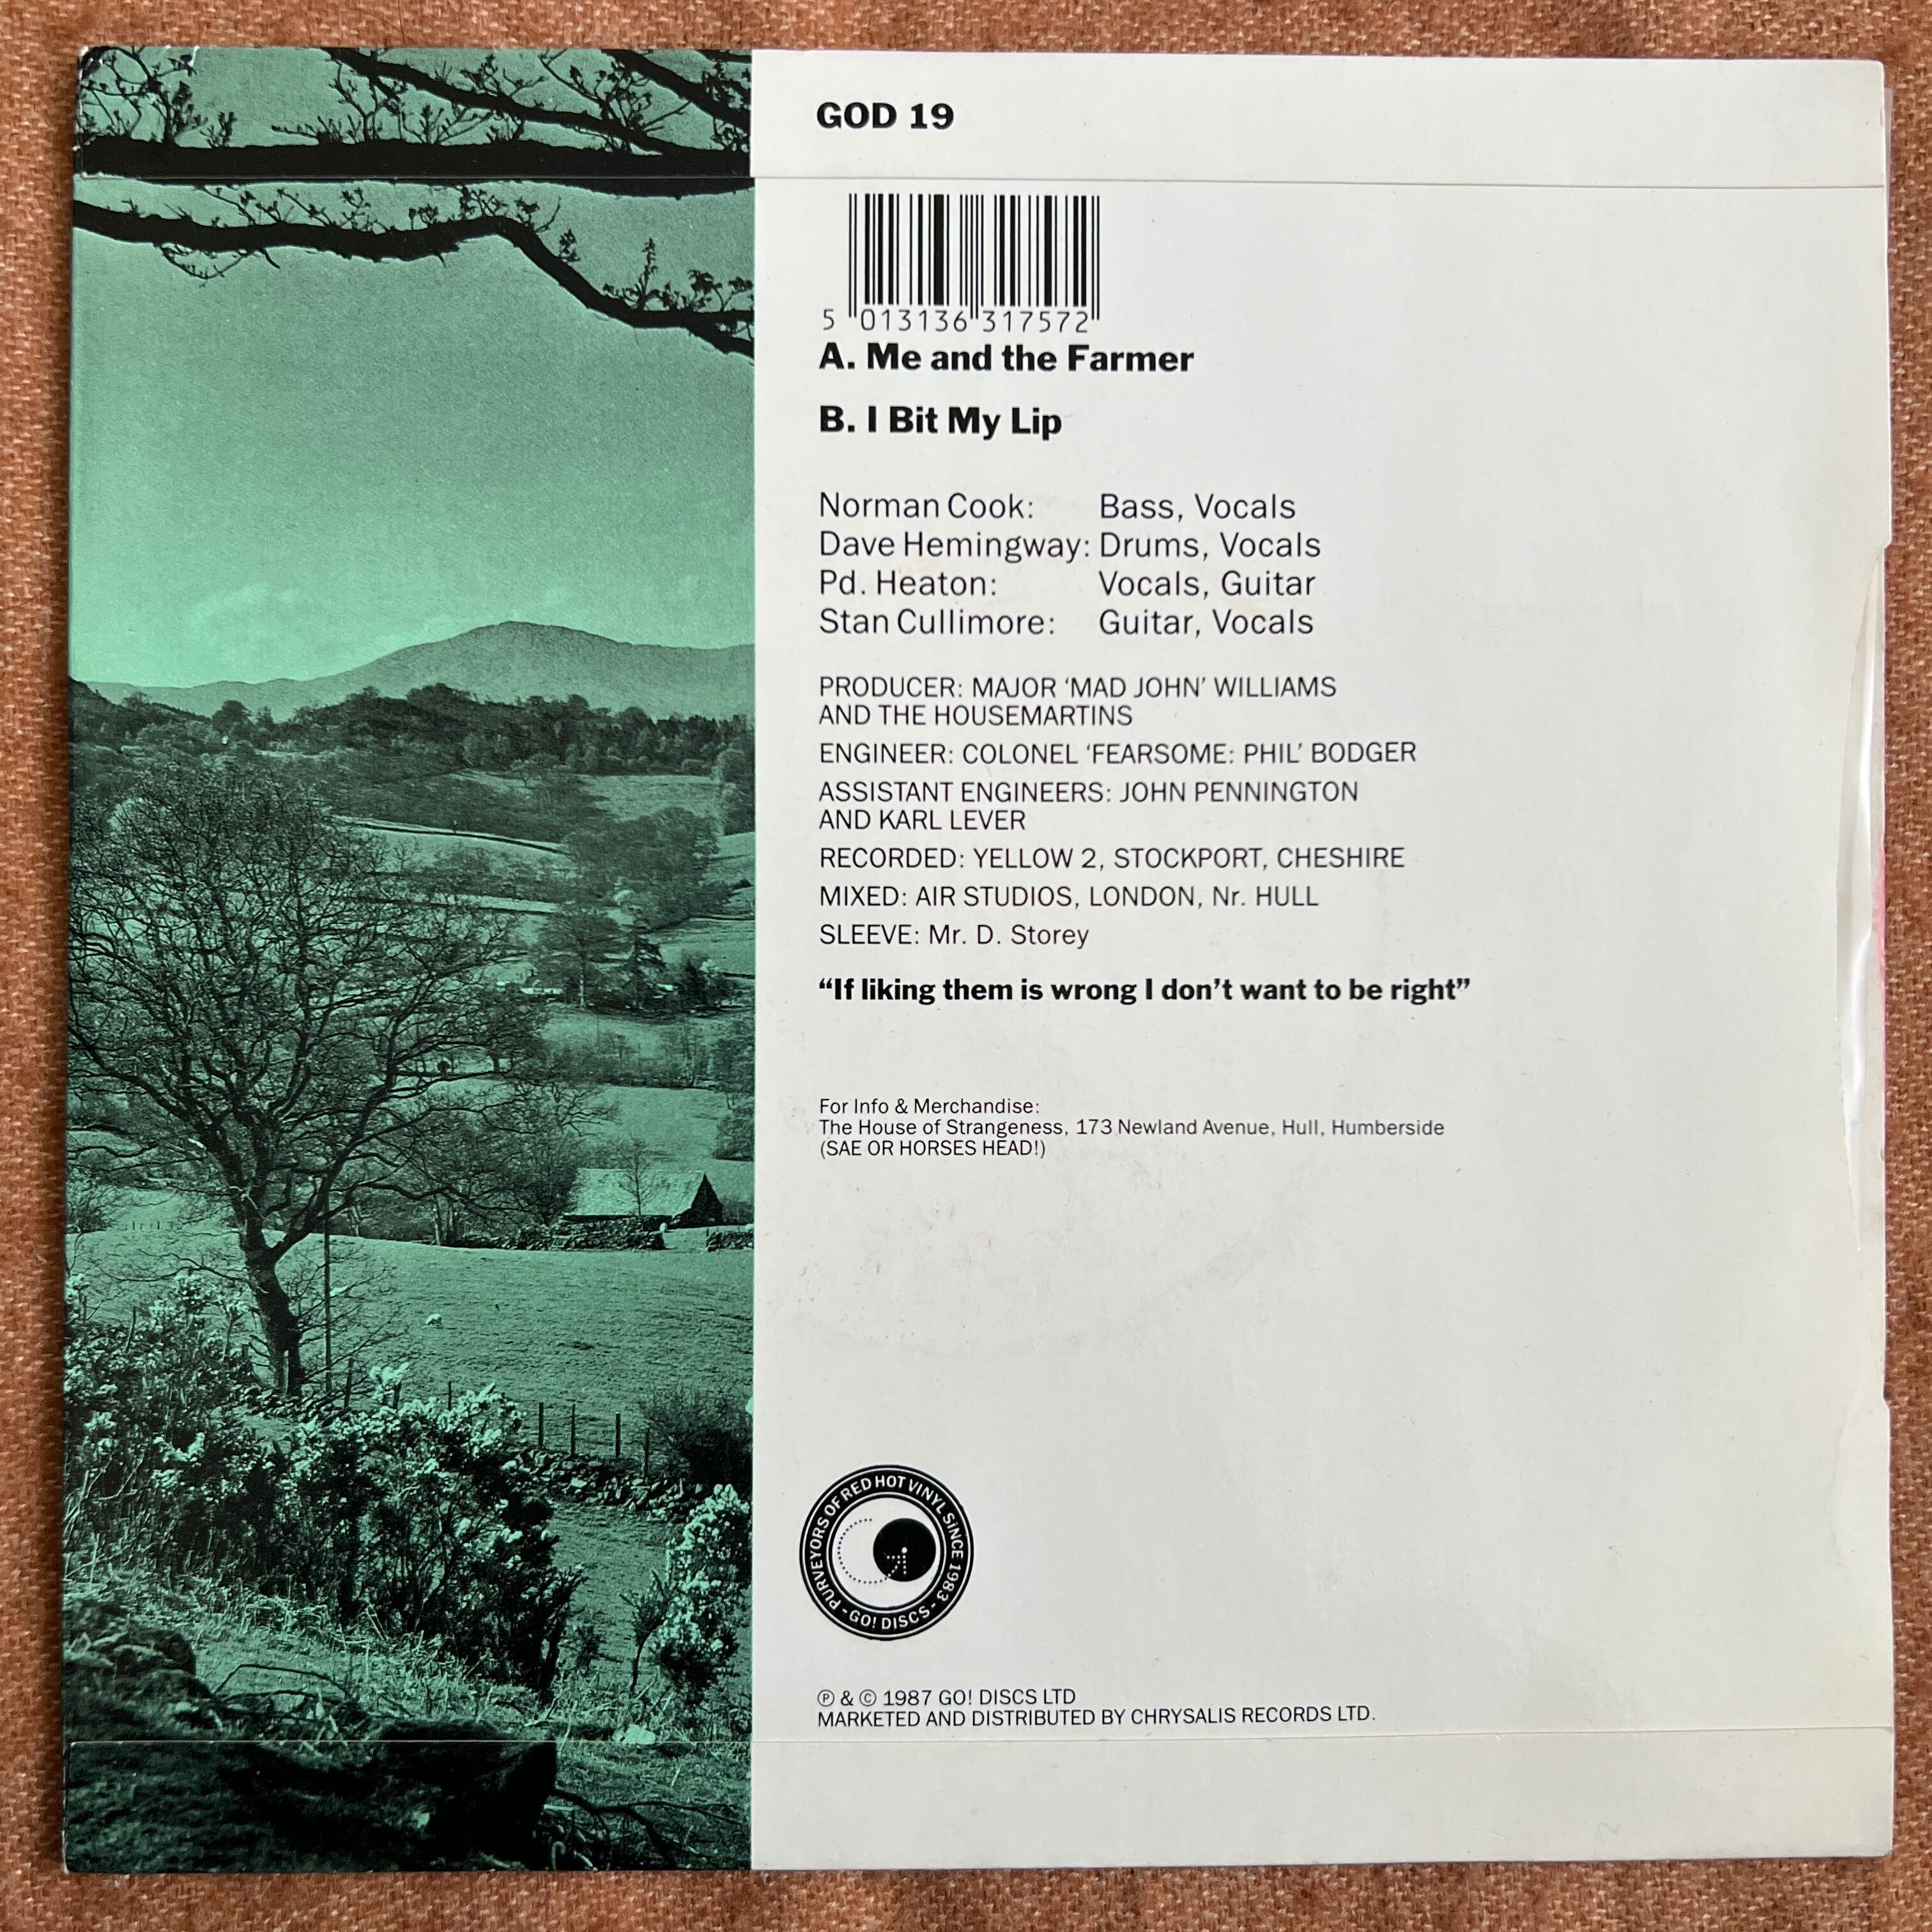 GOD 19
5 013136 317572
A. Me and the Farmer
B. I Bit My Lip
Norman Cook: Bass, Vocals
Dave Hemingway: Drums, Vocals
Pd. Heaton: Vocals, Guitar
Stan Cullimore: Guitar, Vocals
PRODUCER: MAJOR ‘MAD JOHN’ WILLIAMS
AND THE HOUSEMARTINS
ENGINEER: COLONEL ‘FEARSOME: PHIL’ BODGER
ASSISTANT ENGINEERS: JOHN PENNINGTON
AND KARL LEVER
RECORDED: YELLOW 2, STOCKPORT, CHESHIRE
MIXED: AIR STUDIOS, LONDON, Nr. HULL
SLEEVE: Mr. D. Storey
“If liking them is wrong I don’t want to be right”
For Info & Merchandise:
The House of Strangeness, 173 Newland Avenue, Hull, Humberside
(SAE OR HORSES HEAD!)
PURVEYORS OF RED HOT VINYL SiNCE 1983
-GO! DISCS-
℗ & © 1987 GO! DISCS LTD
MARKETED AND DISTRIBUTED BY CHRYSALIS RECORDS LTD.